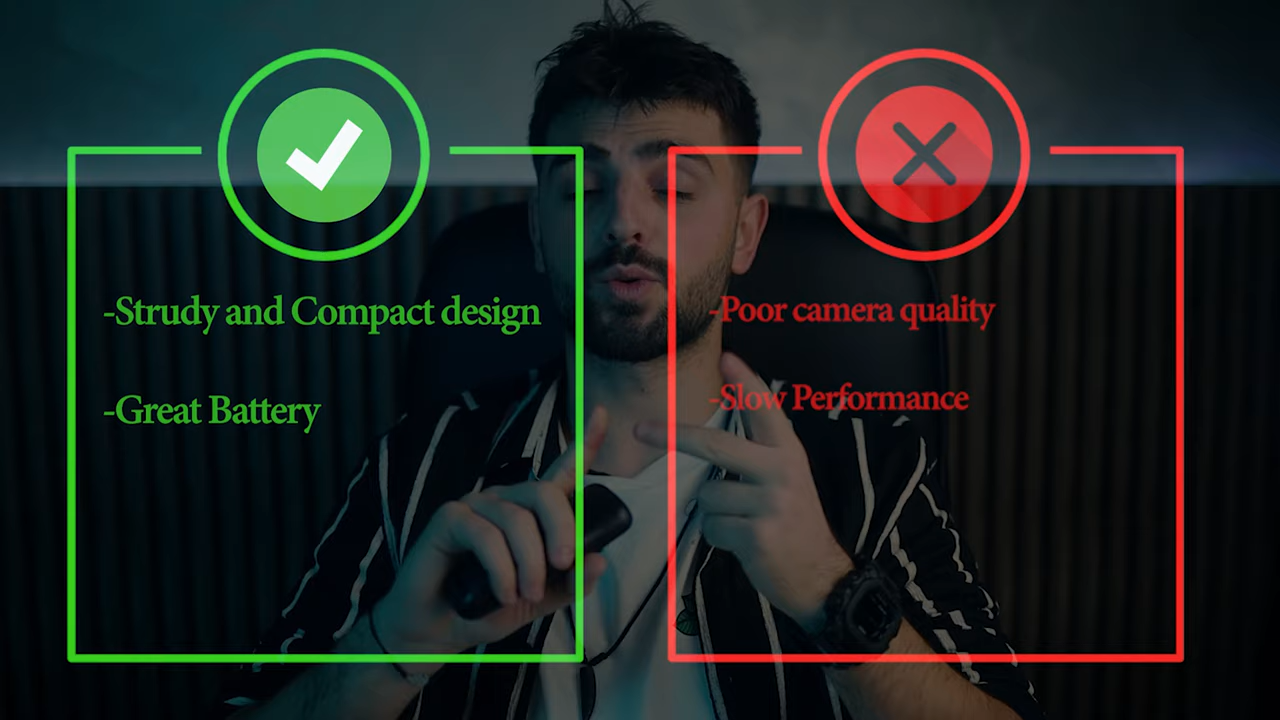 -Strudy and Compact design
-Great Battery
-Poor camera quality
-Slow Performance